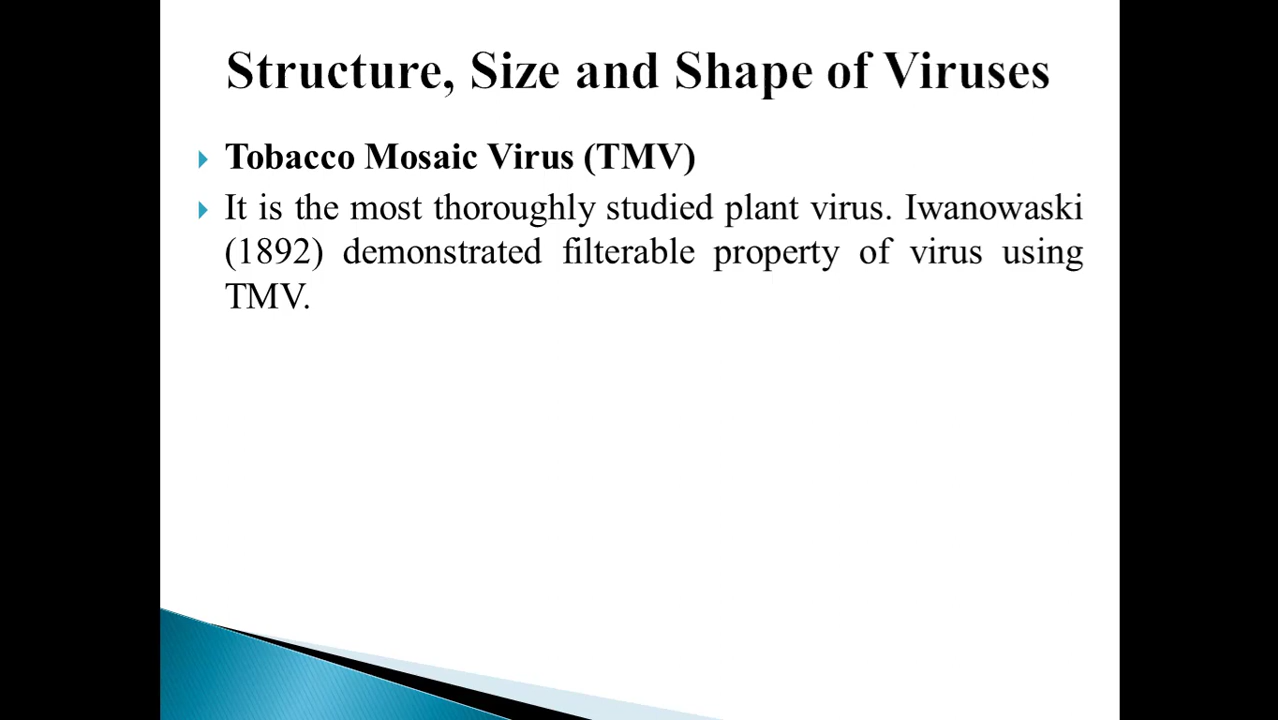 Structure, Size and Shape of Viruses
Tobacco Mosaic Virus (TMV)
It is the most thoroughly studied plant virus. Iwanowaski
(1892) demonstrated filterable property of virus using
TMV.